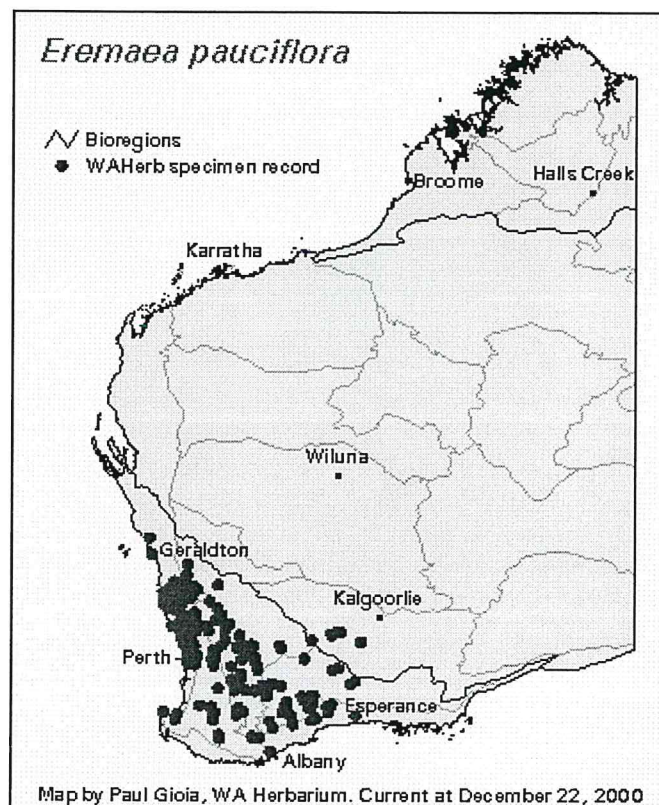 Eremaea pauciflora
Bioregions
WAHerb specimen record
Broome
Halls Creek
Karratha
Wiluna
Geraldton
Kalgoorlie
Perth
Esperance
Albany
Map by Paul Gioia, WA Herbarium. Current at December 22, 2000